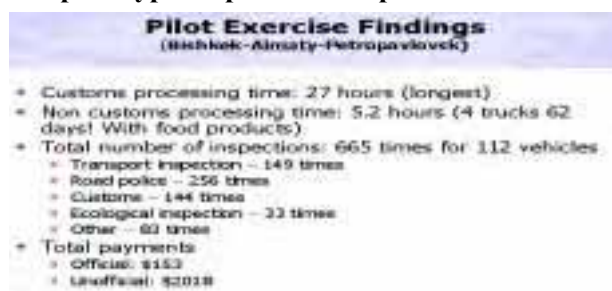 Pilot Exercise Findings
(Bishkek-Almaty-Petropavlovsk)
• Customs processing time: 27 hours (longest)
• Non customs processing time: 5.2 hours (4 trucks 62
days! With food products)
• Total number of inspections: 665 times for 112 vehicles
• Transport inspection – 149 times
• Road police – 256 times
• Customs – 144 times
• Ecological inspection – 33 times
• Other – 83 times
• Total payments
• Official: $153
• Unofficial: $2018